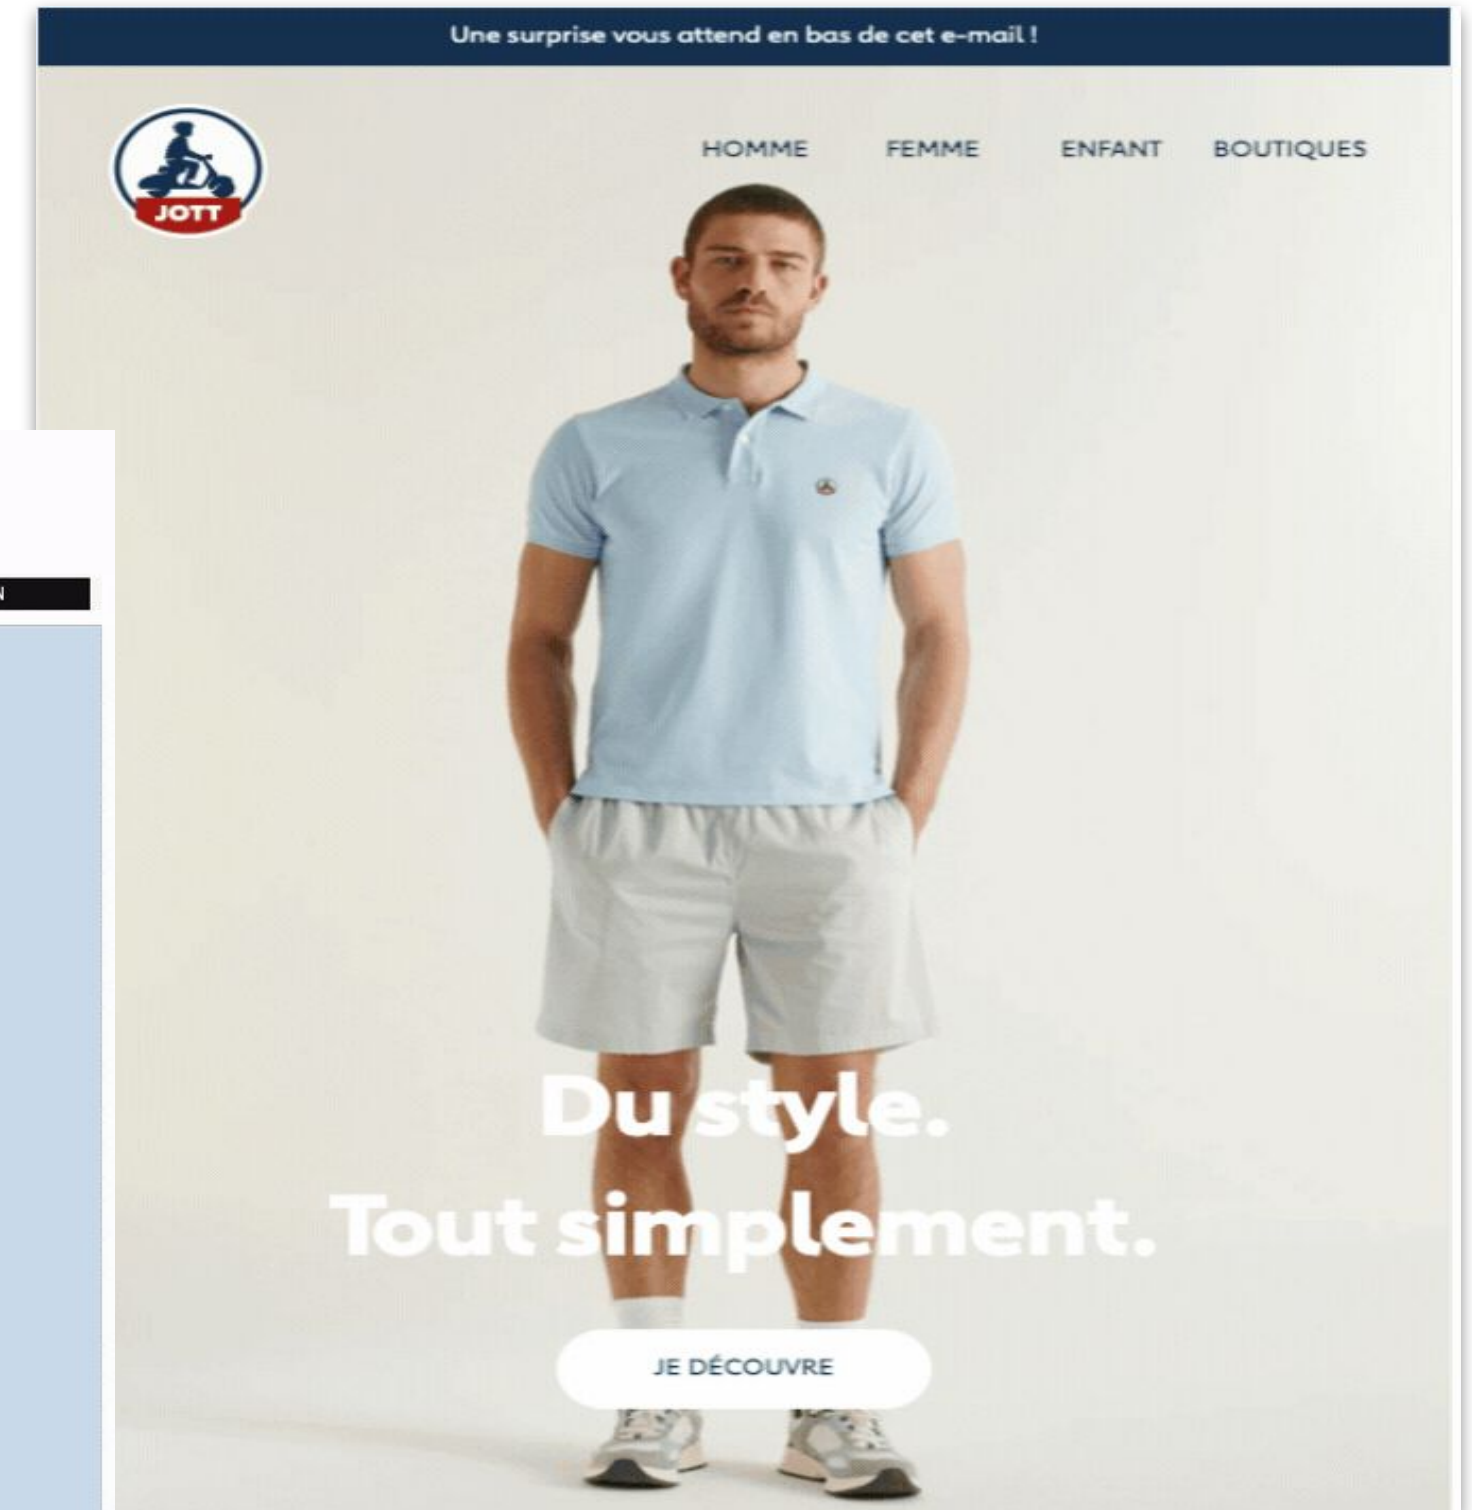 Une surprise vous attend en bas de cet e-mail !
HOMME FEMME ENFANT BOUTIQUES
JOTT
N
Du style.
Tout simplement.
JE DÉCOUVRE